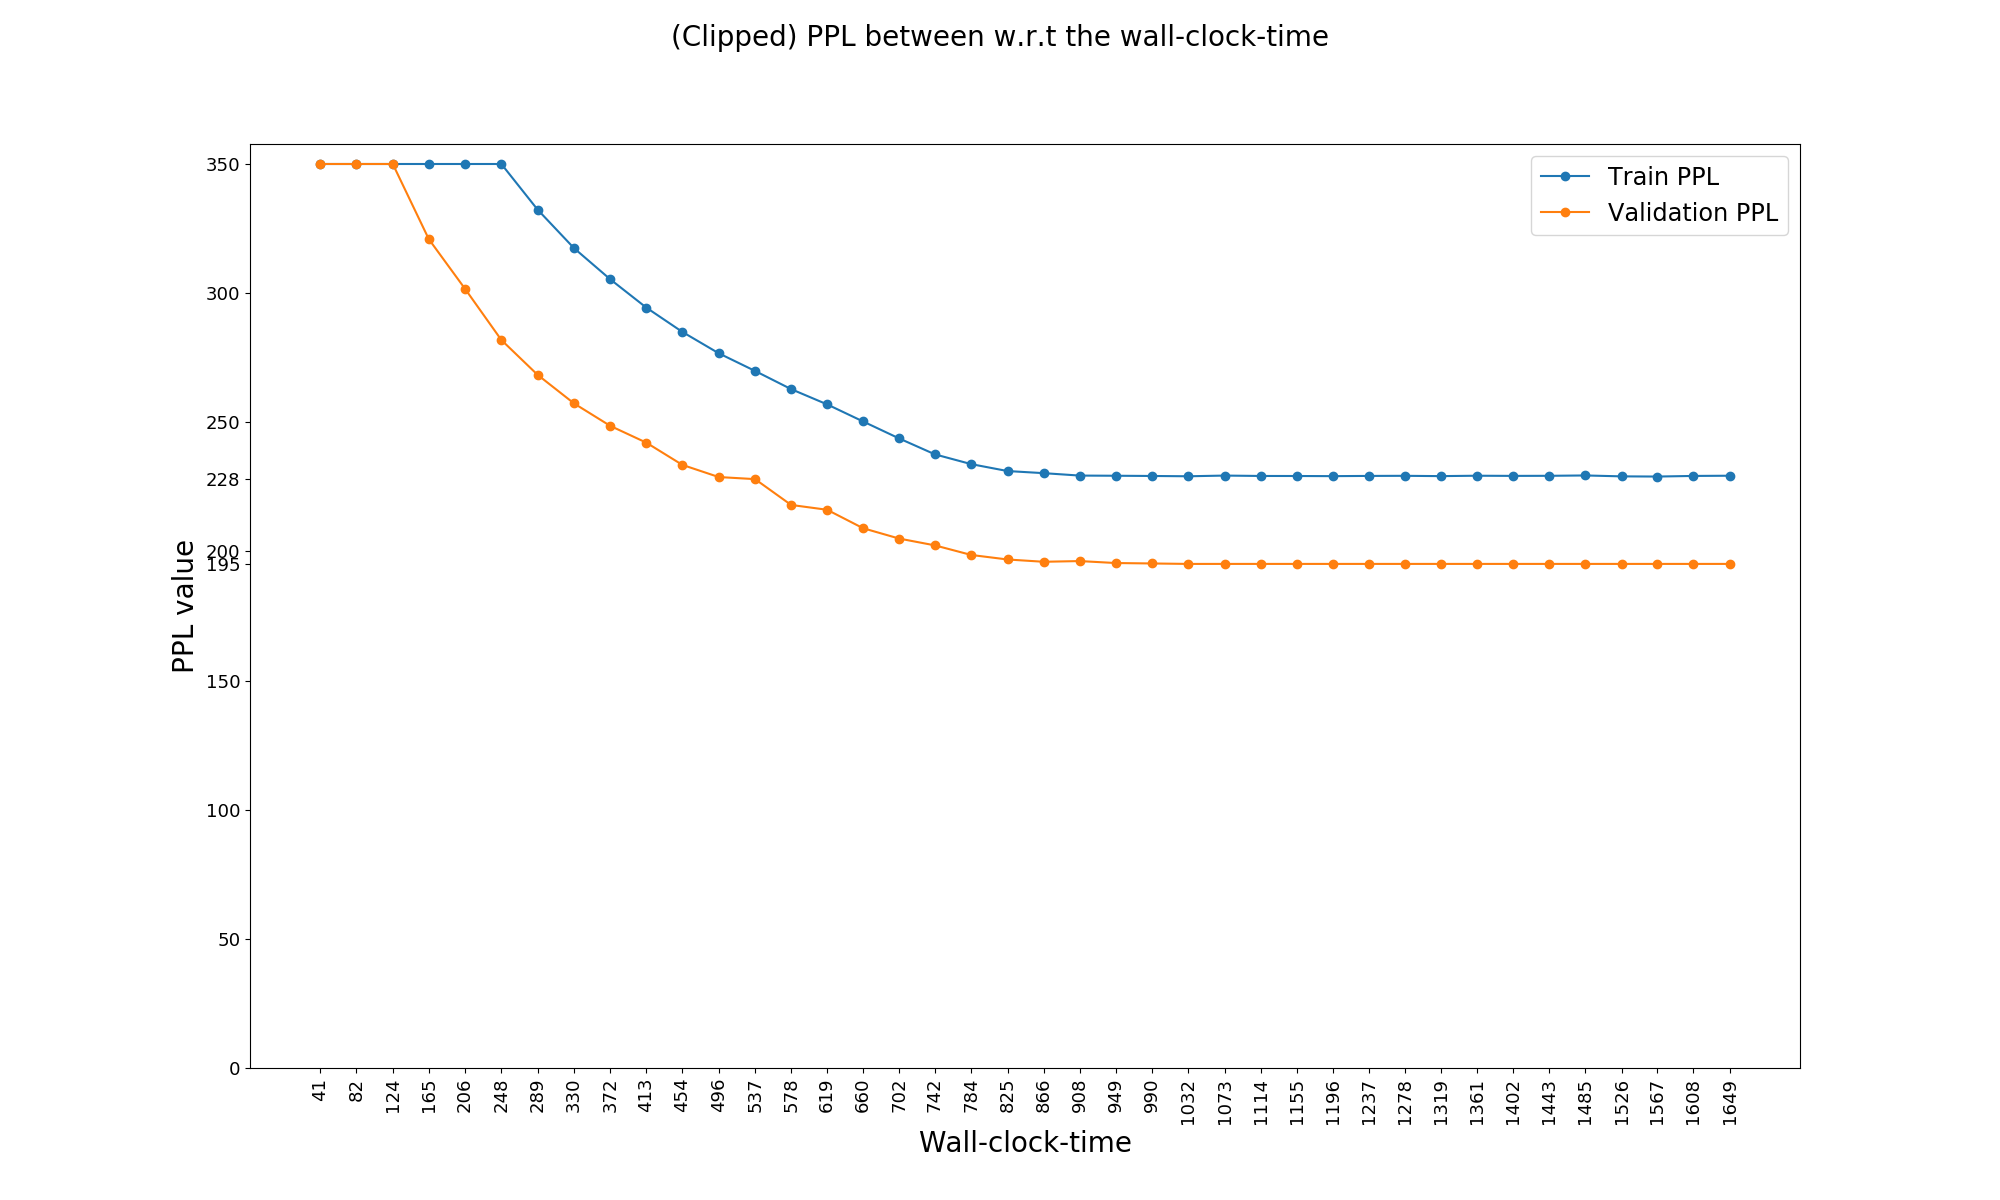 (Clipped) PPL between w.r.t the wall-clock-time
Train PPL
Validation PPL
PPL value
350
300
250
228
200
195
150
100
50
0
41 82 124 165 206 248 289 330 372 413 454 496 537 578 619 660 702 742 784 825 866 908 949 990 1032 1073 1114 1155 1196 1237 1278 1319 1361 1402 1443 1485 1526 1567 1608 1649
Wall-clock-time